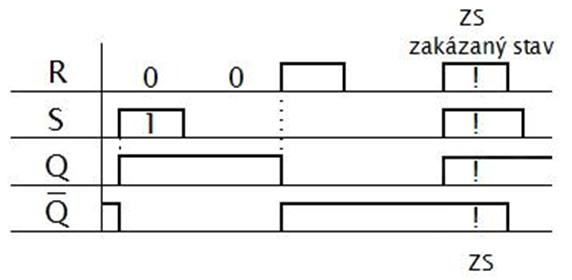 ZS
zakázaný stav
R 0 0 !
S 1 !
Q !
Q̅ !
ZS